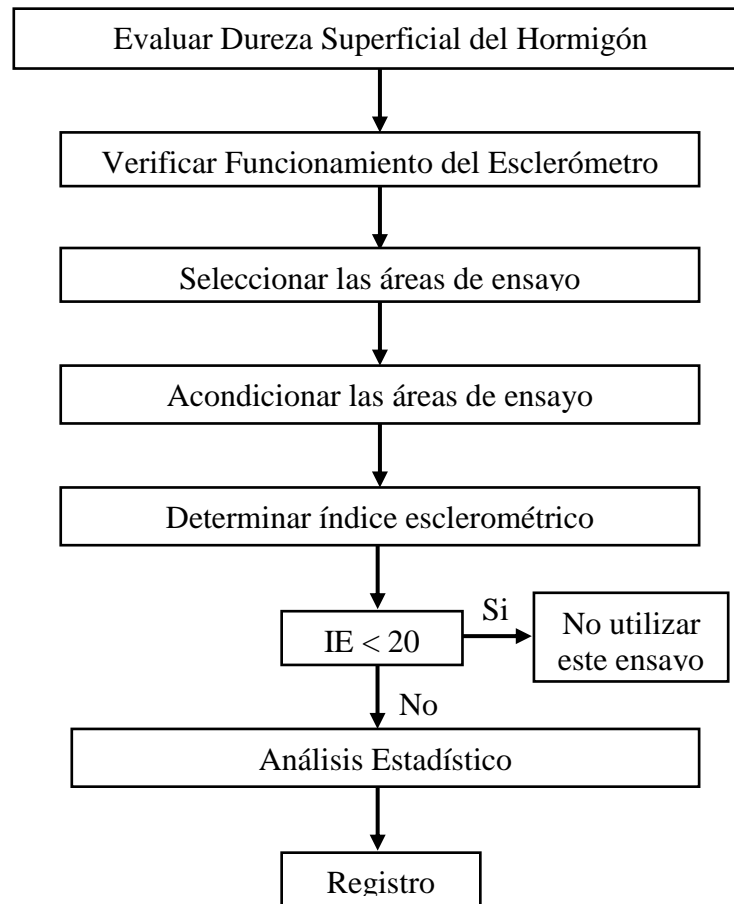 Evaluar Dureza Superficial del Hormigón
Verificar Funcionamiento del Esclerómetro
Seleccionar las áreas de ensayo
Acondicionar las áreas de ensayo
Determinar índice esclerométrico
IE < 20
Si
No utilizar
este ensayo
No
Análisis Estadístico
Registro